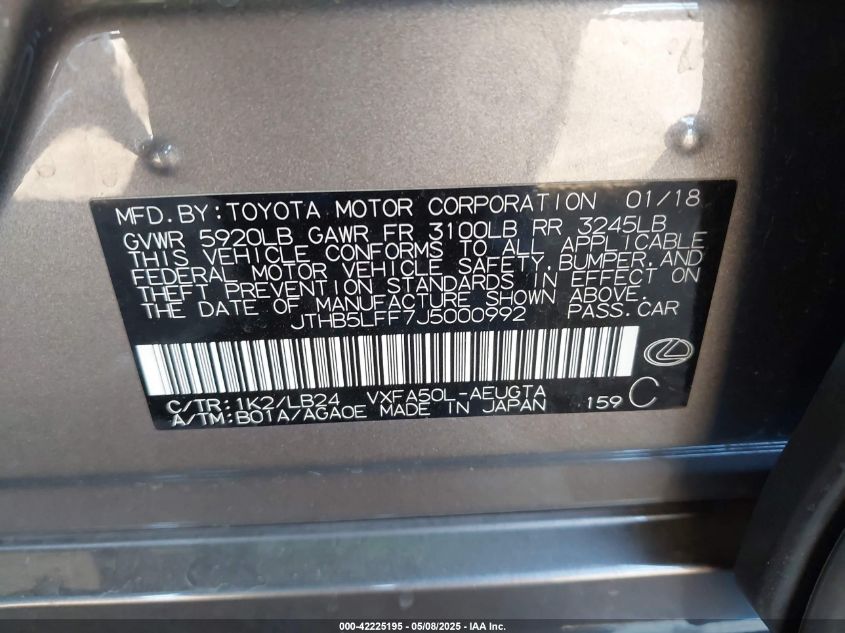 MFD.BY:TOYOTA MOTOR CORPORATION 01/18
GVWR 5920LB GAWR FR 3100LB RR 3245LB
THIS VEHICLE CONFORMS TO ALL APPLICABLE
FEDERAL MOTOR VEHICLE SAFETY,BUMPER,AND
THEFT PREVENTION STANDARDS IN EFFECT ON
THE DATE OF MANUFACTURE SHOWN ABOVE.
JTHB5LFF7J5000992 PASS.CAR
C/TR:1K2/LB24 VXFA50L-AEUGTA
A/TM:B01A/AGA0E MADE IN JAPAN 159 C
000-42225195 - 05/08/2025 - IAA Inc.